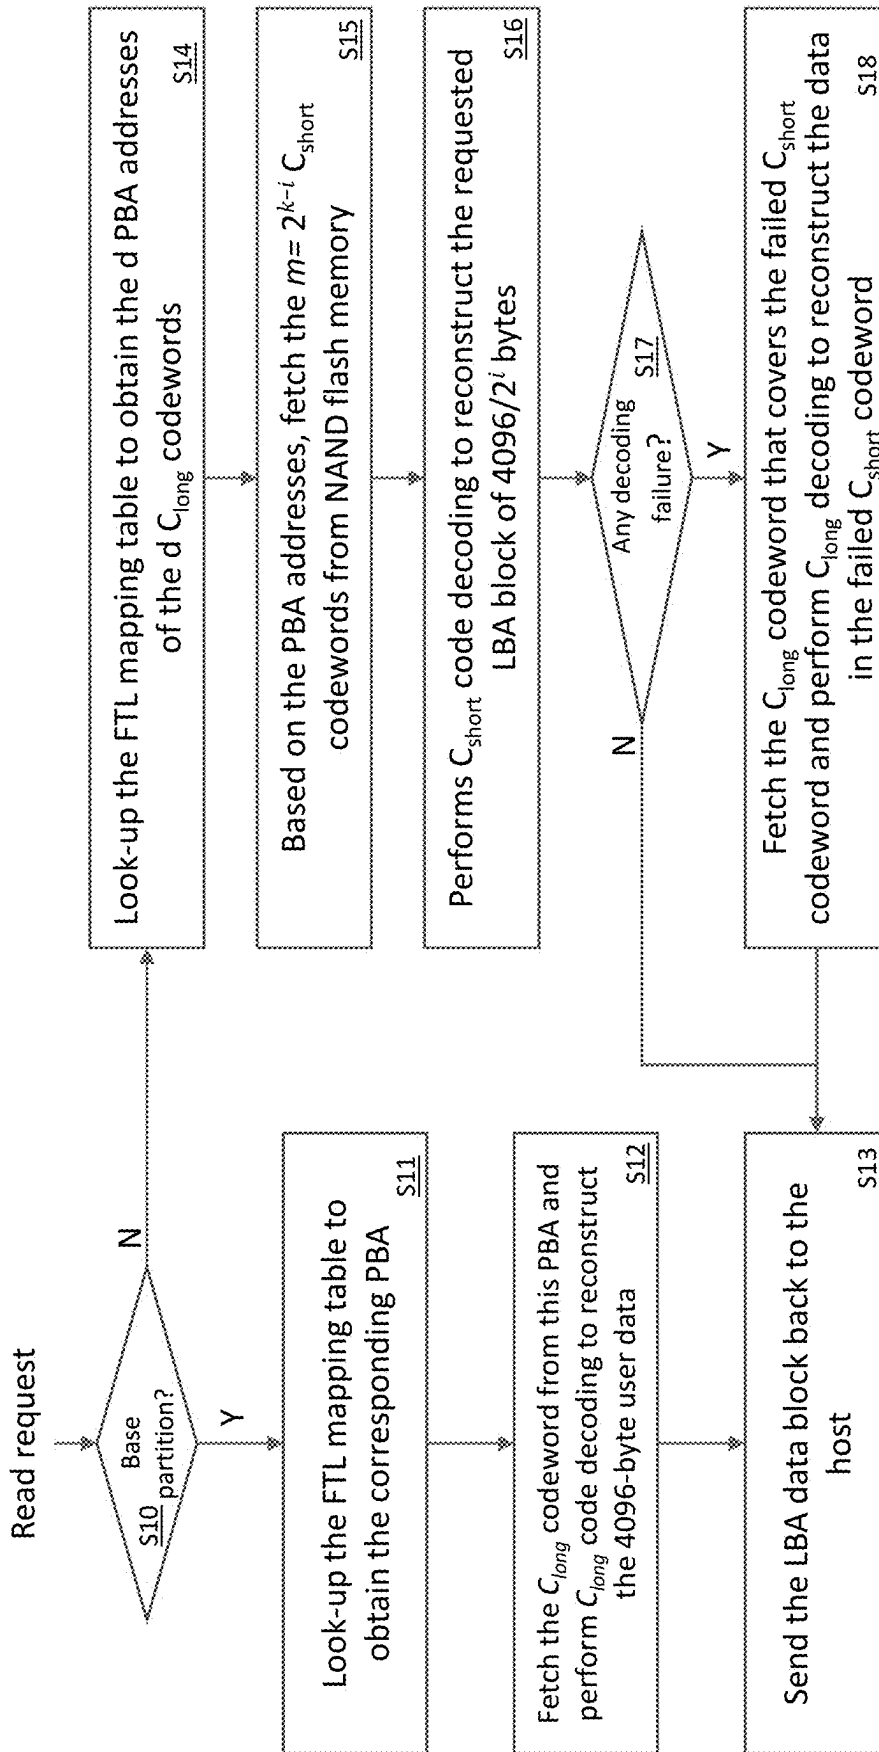 Read request
Base
S10 partition?
Y
N
Look-up the FTL mapping table to
obtain the corresponding PBA
S11
Fetch the C_long codeword from this PBA and
perform C_long code decoding to reconstruct
the 4096-byte user data
S12
Send the LBA data block back to the
host
S13
Look-up the FTL mapping table to obtain the d PBA addresses
of the d C_long codewords
S14
Based on the PBA addresses, fetch the m= 2^{k-i} C_short
codewords from NAND flash memory
S15
Performs C_short code decoding to reconstruct the requested
LBA block of 4096/2^i bytes
S16
Any decoding
failure?
S17
N
Y
Fetch the C_long codeword that covers the failed C_short
codeword and perform C_long decoding to reconstruct the data
in the failed C_short codeword
S18